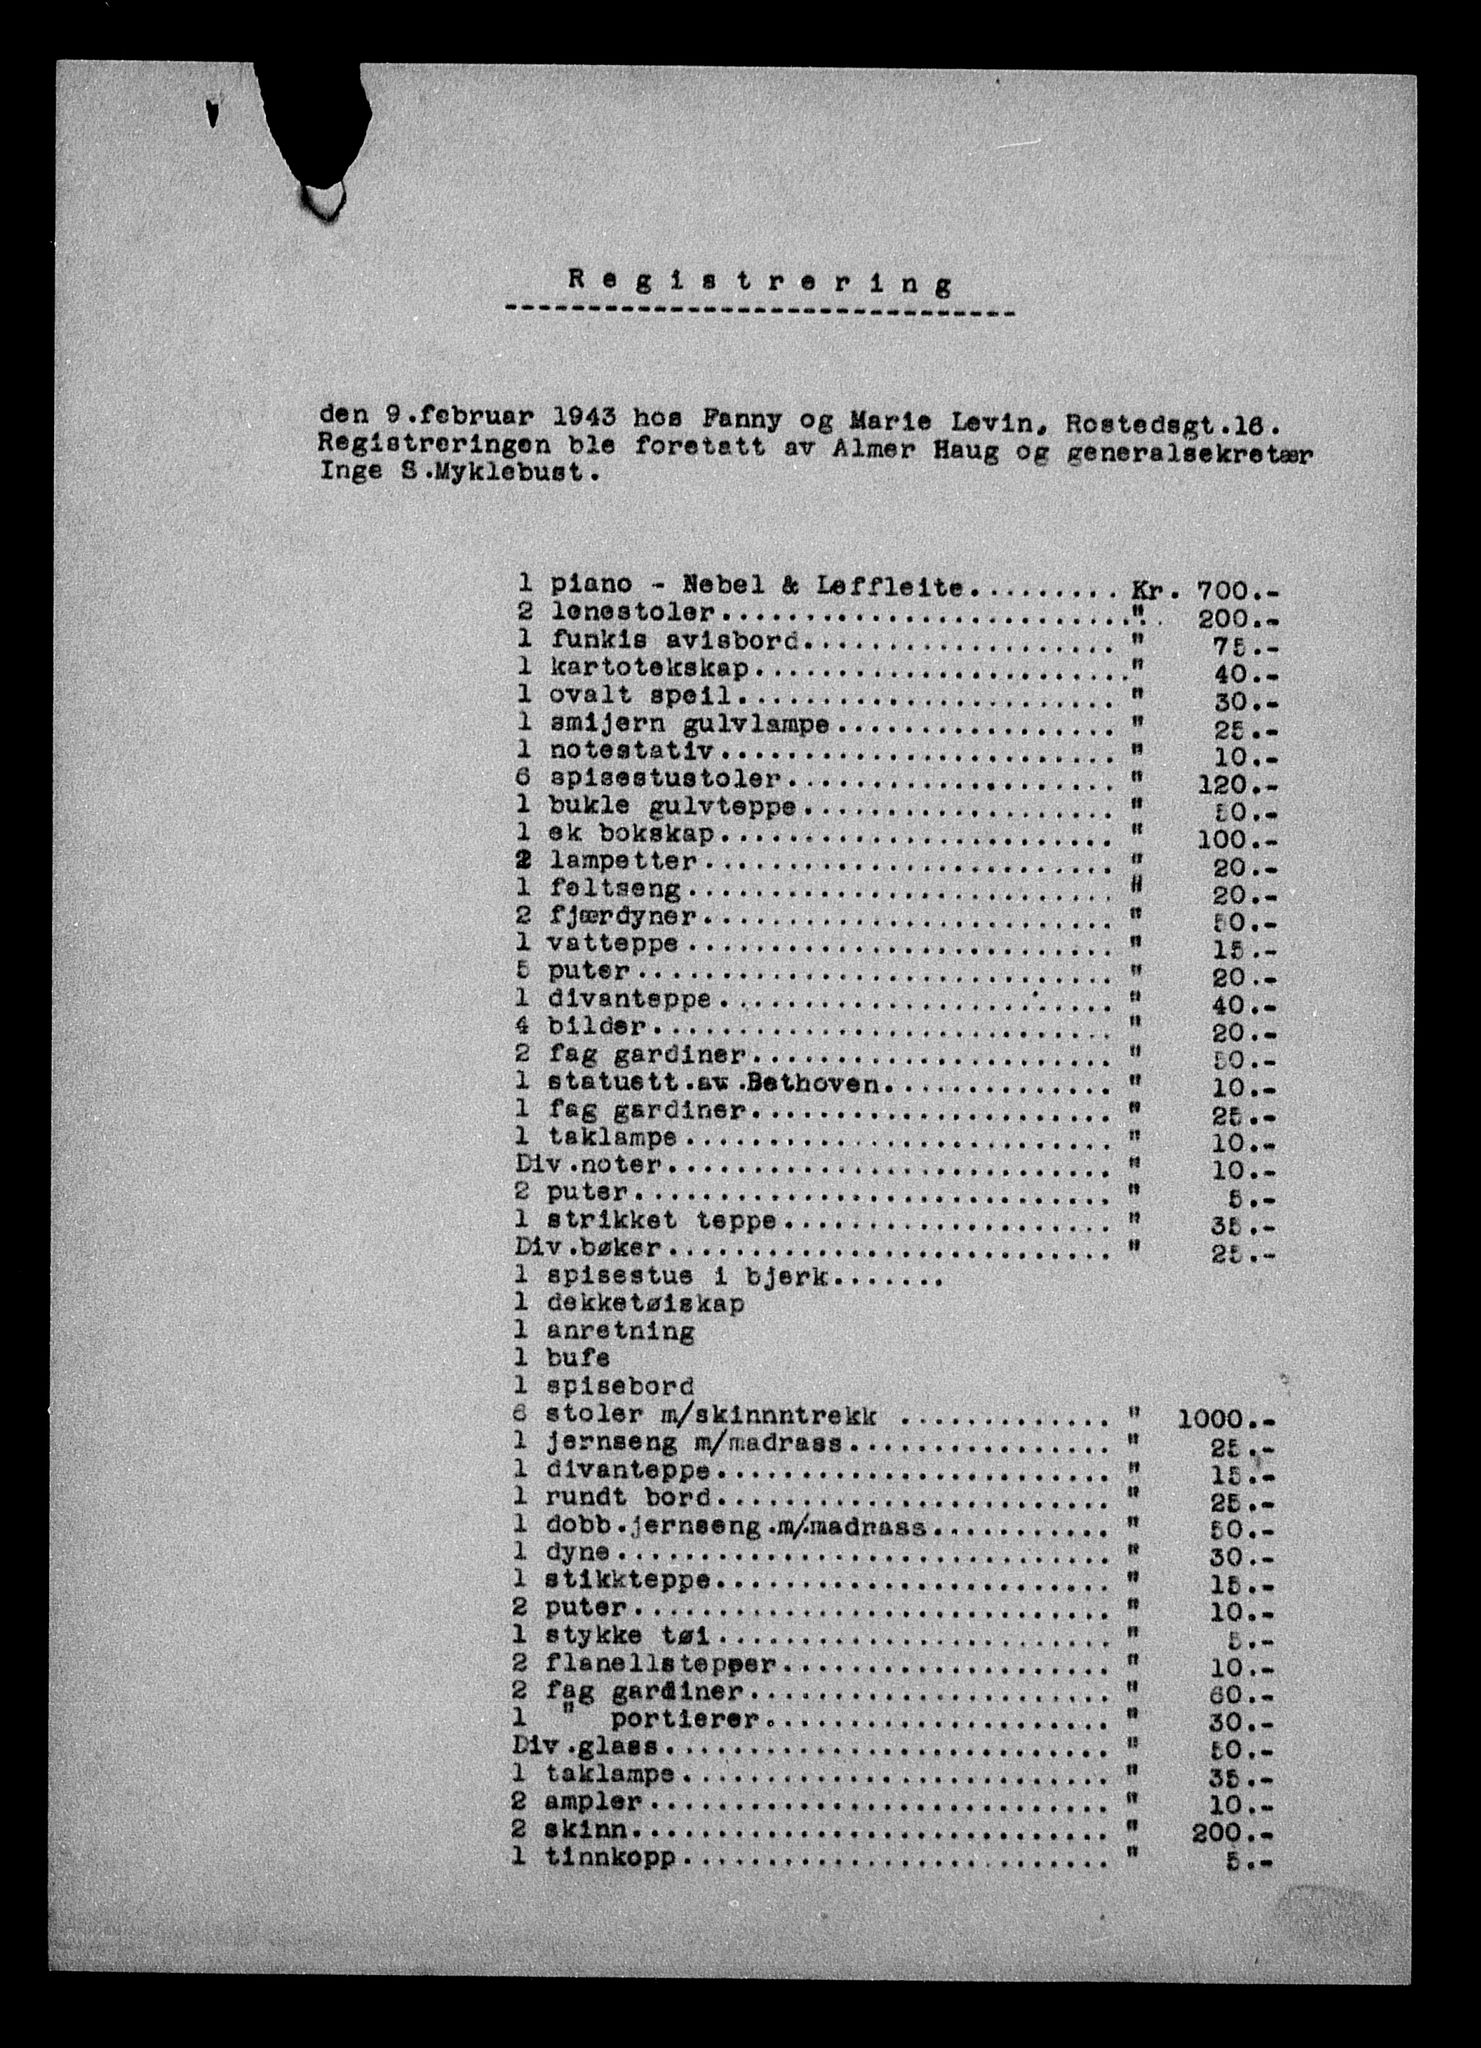 Registrering
-------------------------------
den 9.februar 1943 hos Fanny og Marie Levin, Rostedsgt.16.
Registreringen ble foretatt av Almer Haug og generalsekretær
Inge S.Myklebust.
1 piano - Nebel & Leffleite......... Kr. 700.-
2 lenestoler.......................... " 200.-
1 funkis avisbord................... " 75.-
1 kartotekskap....................... " 40.-
1 ovalt speil....................... " 30.-
1 smijern gulvlampe................. " 25.-
1 notestativ........................ " 10.-
6 spisestustoler.................... " 120.-
1 bukle gulvteppe................... " 50.-
1 ek bokskap........................ " 100.-
2 lampetter......................... " 20.-
1 feltseng.......................... " 20.-
2 fjærdyner......................... " 50.-
1 vatteppe.......................... " 15.-
5 puter............................. " 20.-
1 divanteppe........................ " 40.-
4 bilder............................ " 20.-
2 fag gardiner...................... " 50.-
1 statuett.av.Bethoven.............. " 10.-
1 fag gardiner...................... " 25.-
1 taklampe.......................... " 10.-
Div.noter........................... " 10.-
2 puter............................. " 5.-
1 strikket teppe.................... " 35.-
Div.bøker........................... " 25.-
1 spisestue i bjerk.......
1 dekketøiskap
1 anretning
1 bufe
1 spisebord
6 stoler m/skinnntrekk ............. " 1000.-
1 jernseng m/madrass................ " 25.-
1 divanteppe........................ " 15.-
1 rundt bord........................ " 25.-
1 dobb.jernseng.m/.madrass........... " 50.-
1 dyne.............................. " 30.-
1 stikkteppe........................ " 15.-
2 puter............................. " 10.-
1 stykke tøi........................ " 5.-
2 flanellstepper.................... " 10.-
2 fag gardiner...................... " 60.-
1 " portierer..................... " 30.-
Div.glass........................... " 50.-
1 taklampe.......................... " 35.-
2 ampler............................ " 10.-
2 skinn............................. " 200.-
1 tinnkopp.......................... " 5.-